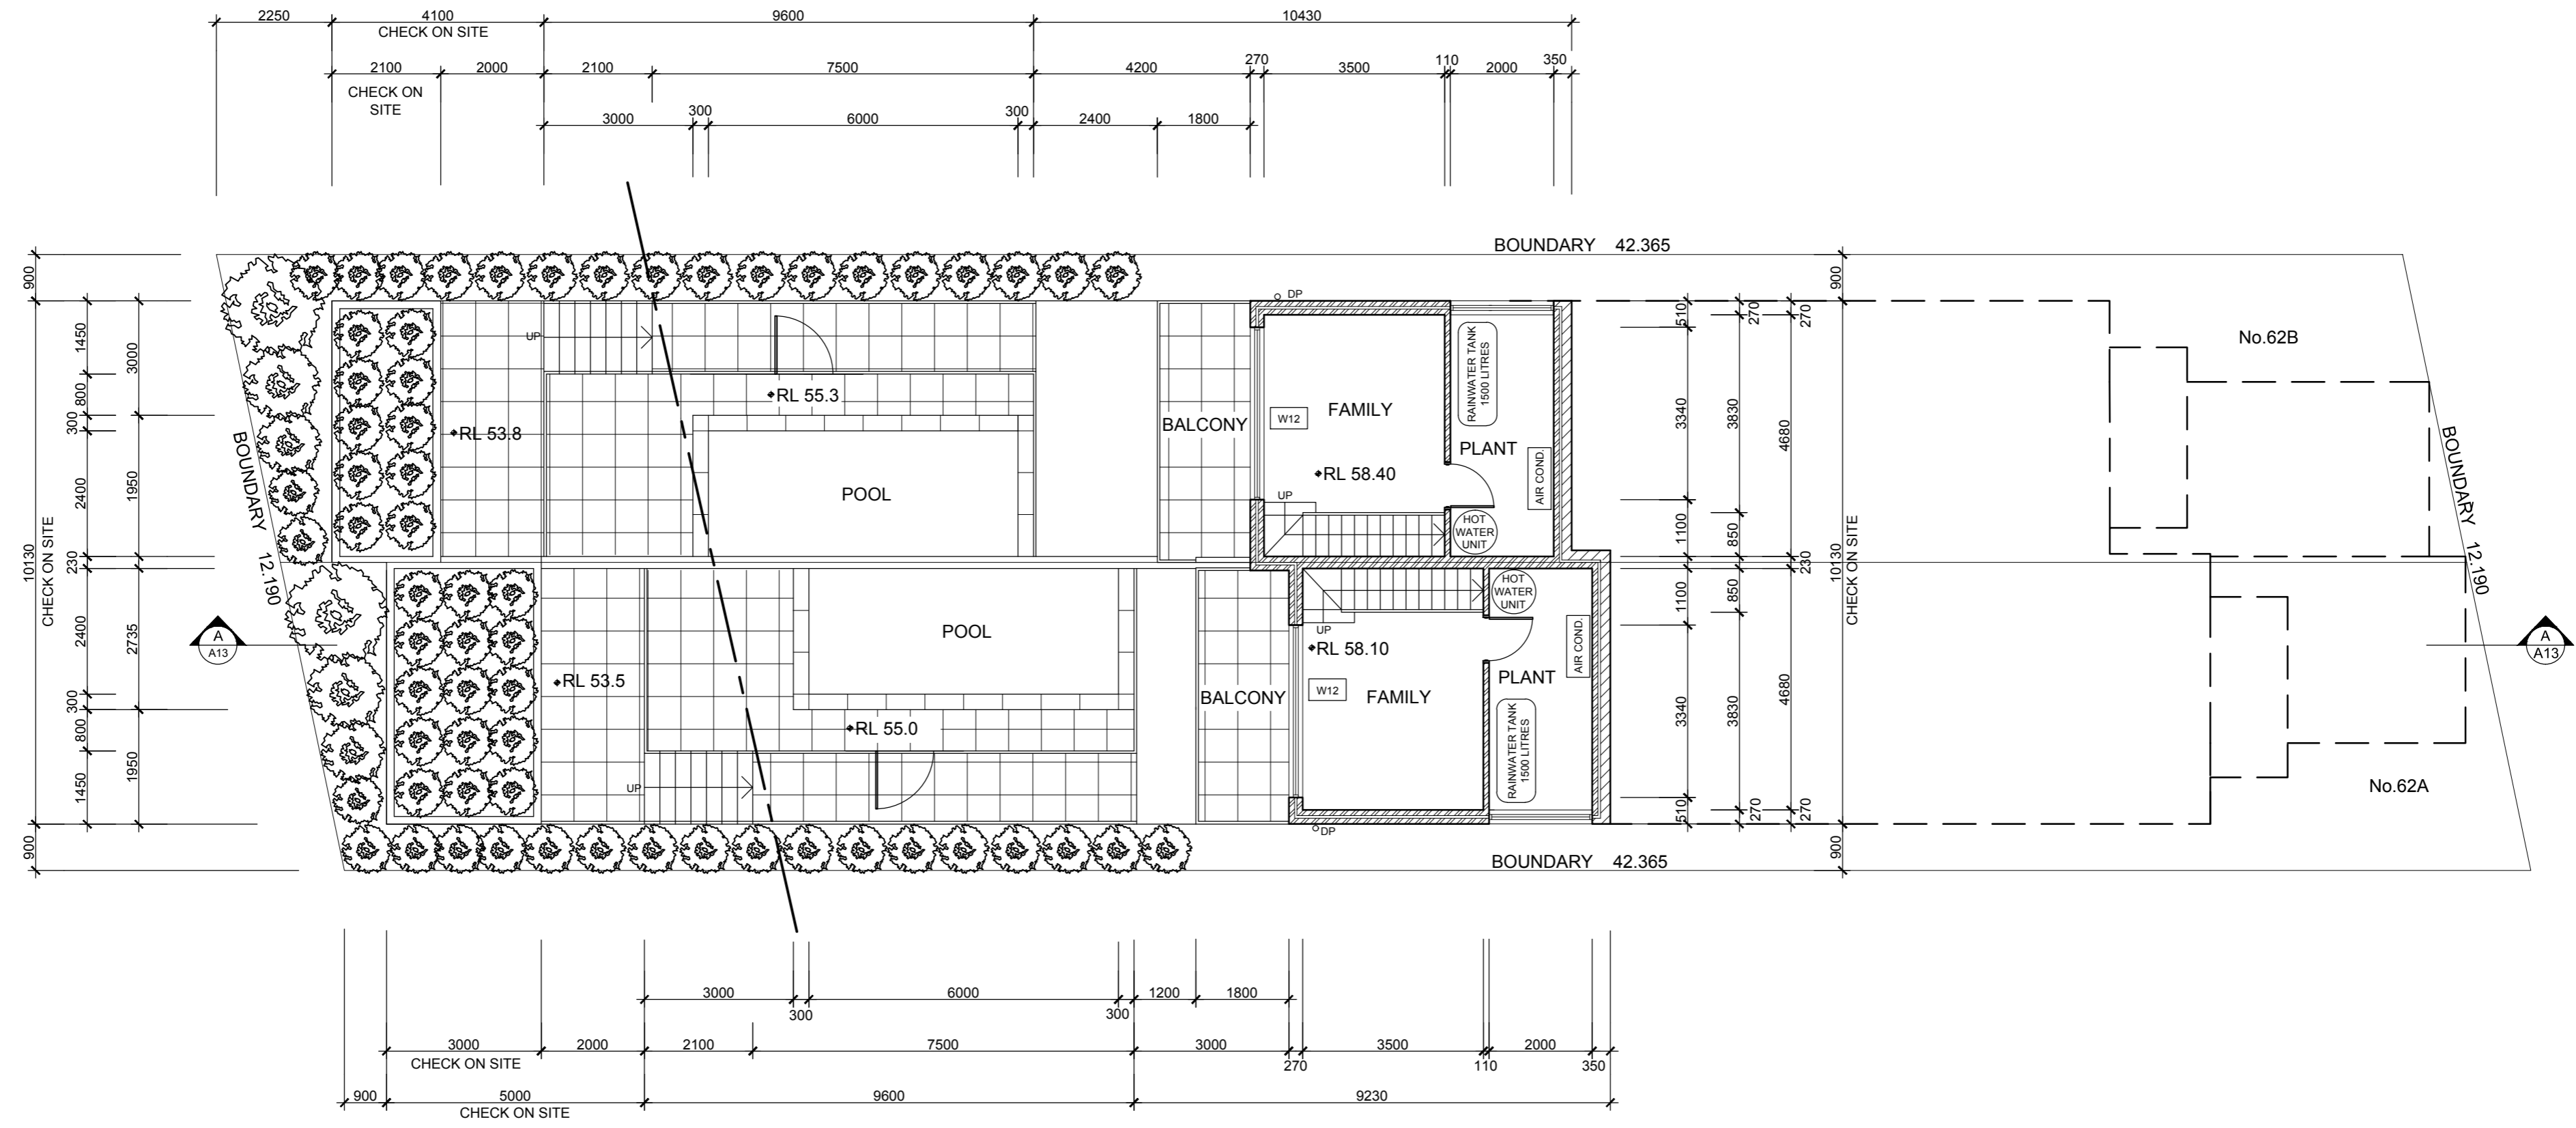 2250 4100 9600 10430
CHECK ON SITE
2100 2000 2100 7500 4200 270 3500 110 2000 350
CHECK ON
SITE
3000 300 6000 300 2400 1800
BOUNDARY 42.365
900
1450
800
300
2400
230
2400
300
800
1450
900
10130
CHECK ON SITE
3000
1950
2735
1950
BOUNDARY 12.190
A
A13
UP
RL 53.8
RL 55.3
POOL
BALCONY
DP
W12
FAMILY
RL 58.40
UP
RAINWATER TANK
1500 LITRES
PLANT
AIR COND.
HOT
WATER
UNIT
RL 53.5
UP
POOL
RL 55.0
BALCONY
UP
RL 58.10
W12
FAMILY
HOT
WATER
UNIT
AIR COND.
PLANT
RAINWATER TANK
1500 LITRES
DP
510
3340
1100
1100
3340
510
270
3830
850
850
3830
270
270
4680
230
4680
270
900
10130
CHECK ON SITE
900
No.62B
BOUNDARY 12.190
A
A13
No.62A
BOUNDARY 42.365
3000 300 6000 300 1200 1800
3000 2000 2100 7500 3000 270 3500 110 2000 350
CHECK ON SITE
900 5000 9600 9230
CHECK ON SITE